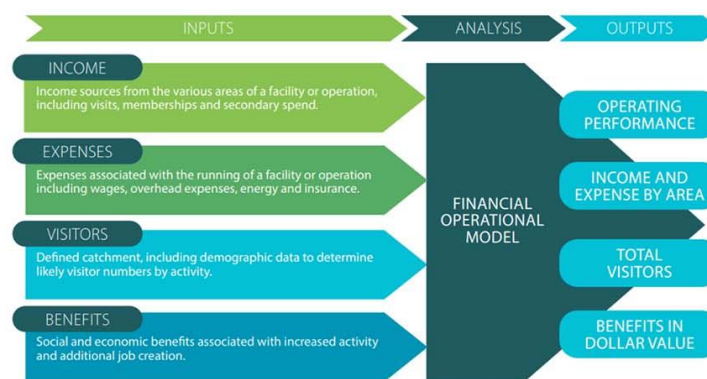 INPUTS
ANALYSIS
OUTPUTS
INCOME
Income sources from the various areas of a facility or operation,
including visits, memberships and secondary spend.
EXPENSES
Expenses associated with the running of a facility or operation
including wages, overhead expenses, energy and insurance.
VISITORS
Defined catchment, including demographic data to determine
likely visitor numbers by activity.
BENEFITS
Social and economic benefits associated with increased activity
and additional job creation.
FINANCIAL
OPERATIONAL
MODEL
OPERATING
PERFORMANCE
INCOME AND
EXPENSE BY AREA
TOTAL
VISITORS
BENEFITS IN
DOLLAR VALUE